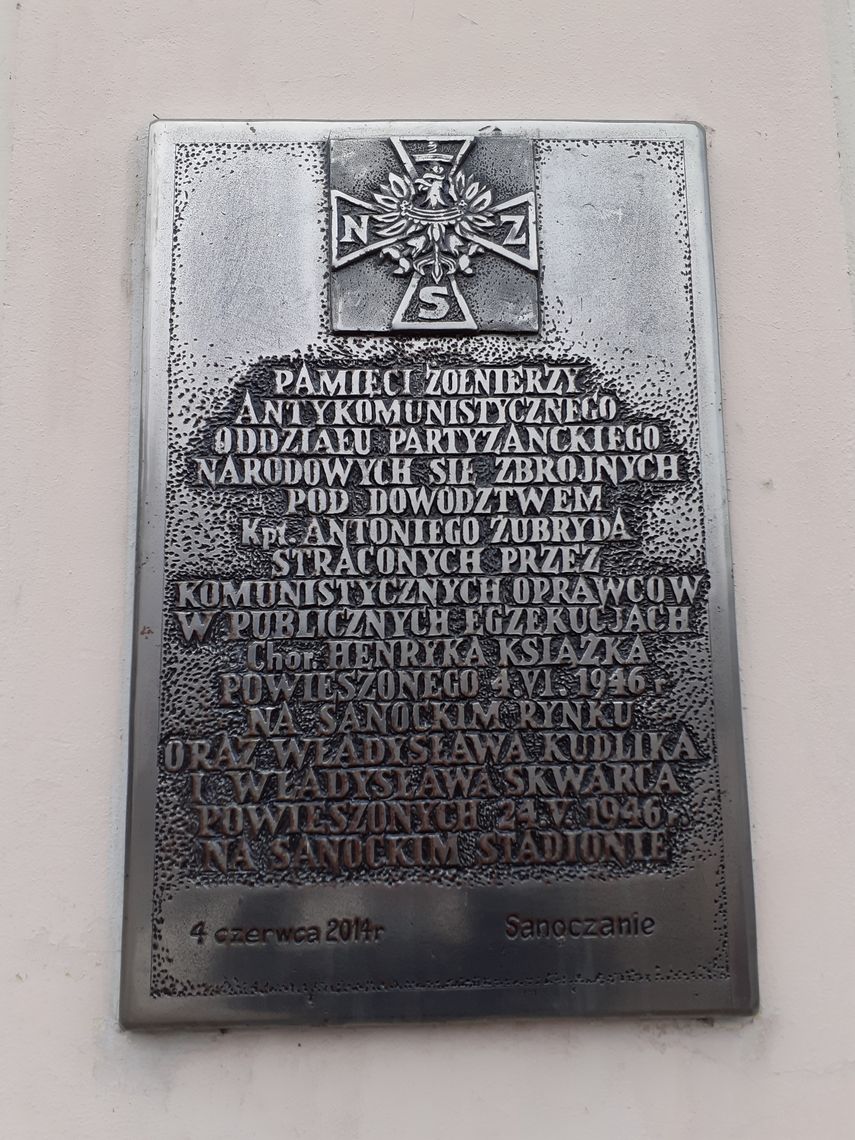 N Z
S
PAMIĘCI ŻOŁNIERZY
ANTYKOMUNISTYCZNEGO
ODDZIAŁU PARTYZANCKIEGO
NARODOWYCH SIŁ ZBROJNYCH
POD DOWÓDZTWEM
Kpt. ANTONIEGO ŻUBRYDA
STRACONYCH PRZEZ
KOMUNISTYCZNYCH OPRAWCÓW
W PUBLICZNYCH EGZEKUCJACH
Chor. HENRYKA KSIĄŻKA
POWIESZONEGO 4.VI.1946 r
NA SANOCKIM RYNKU
ORAZ WŁADYSŁAWA KUDLIKA
I WŁADYSŁAWA SKWARCA
POWIESZONYCH 24.V.1946 r.
NA SANOCKIM STADIONIE
4 czerwca 2014r Sanoczanie